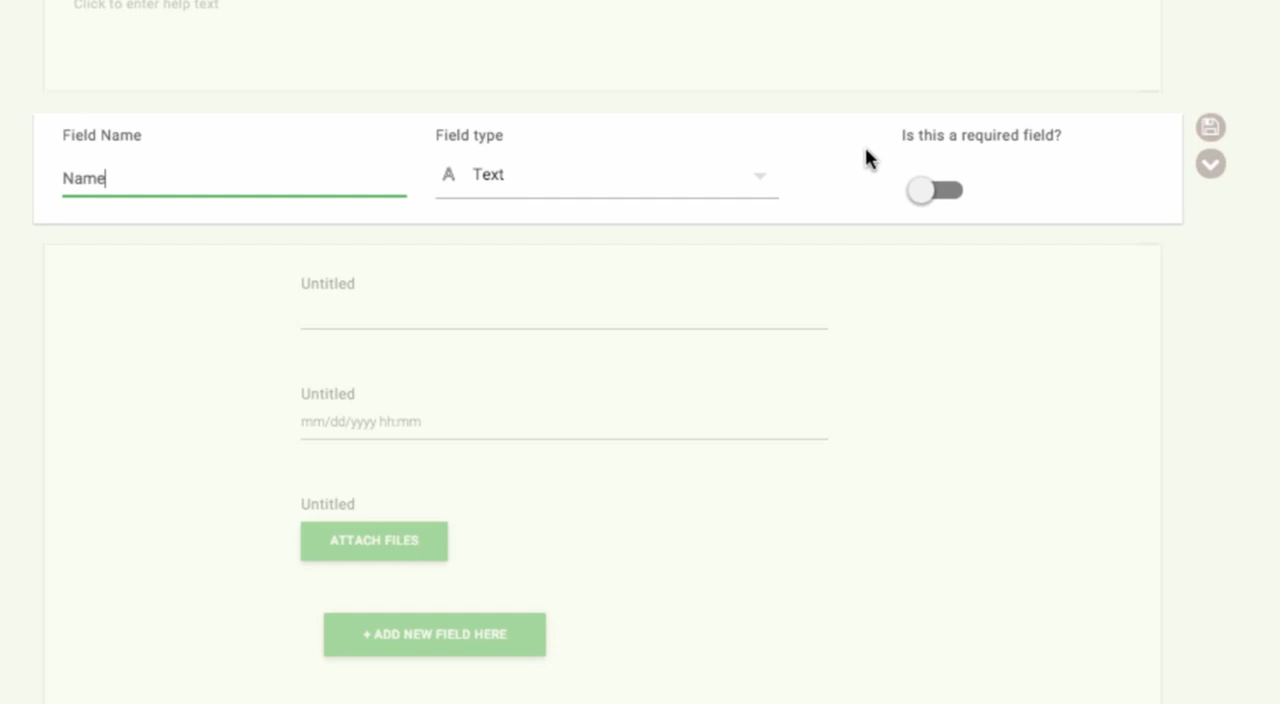 Click to enter help text
Field Name
Field type
Is this a required field?
Name
A Text
Untitled
Untitled
mm/dd/yyyy hh:mm
Untitled
ATTACH FILES
+ ADD NEW FIELD HERE